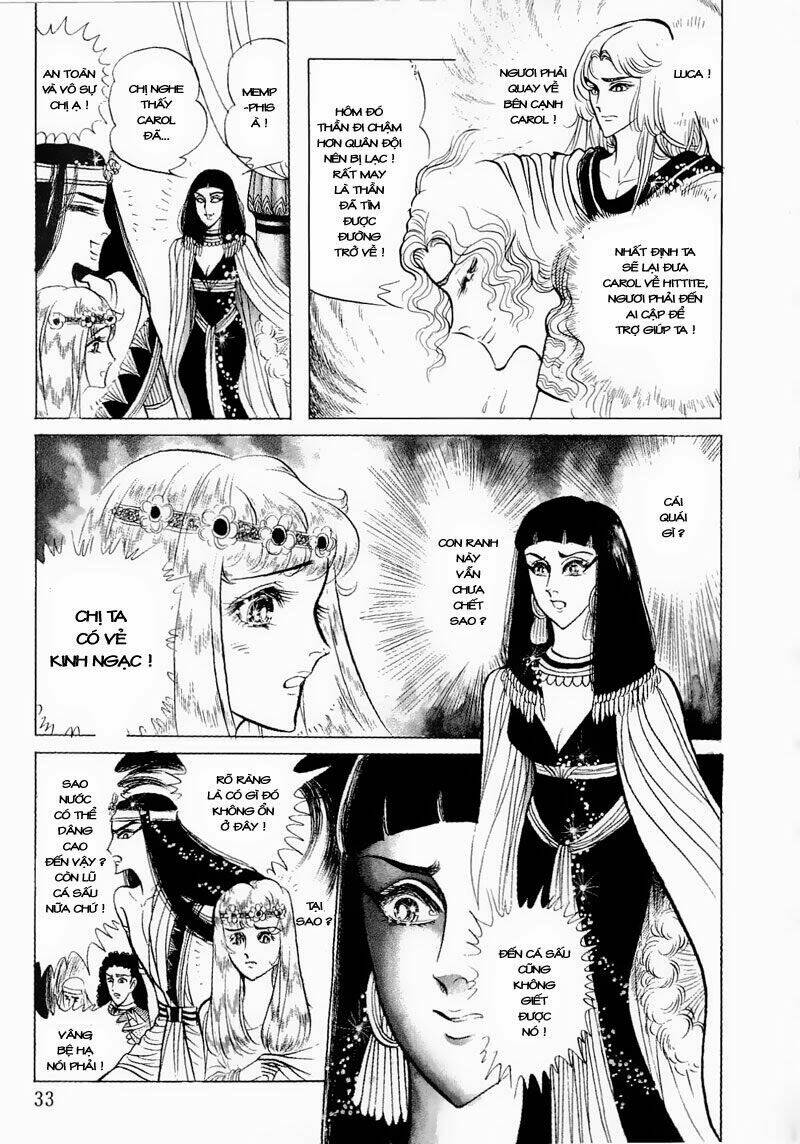 LUCA !
NGƯƠI PHẢI
QUAY VỀ
BÊN CẠNH
CAROL !
HÔM ĐÓ
THẦN ĐI CHẬM
HƠN QUÂN ĐỘI
NÊN BỊ LẠC !
RẤT MAY
LÀ THẦN
ĐÃ TÌM
ĐƯỢC
ĐƯỜNG
TRỞ VỀ !
NHẤT ĐỊNH TA
SẼ LẠI ĐƯA
CAROL VỀ HITTITE,
NGƯƠI PHẢI ĐẾN
AI CẬP ĐỂ
TRỢ GIÚP TA !
MEMP
-PHIS
À !
CHỊ NGHE
THẤY
CAROL
ĐÃ...
AN TOÀN
VÀ VÔ SỰ
CHỊ Ạ !
CÁI
QUÁI
GÌ ?
CON RANH
NÀY
VẪN
CHƯA
CHẾT
SAO ?
CHỊ TA
CÓ VẺ
KINH NGẠC !
ĐẾN CÁ SẤU
CŨNG
KHÔNG
GIẾT
ĐƯỢC
NÓ !
RÕ RÀNG
LÀ CÓ GÌ ĐÓ
KHÔNG ỔN
Ở ĐÂY !
TẠI
SAO ?
SAO
NƯỚC
CÓ THỂ
DÂNG
CAO
ĐẾN VẬY ?
CÒN LŨ
CÁ SẤU
NỮA CHỨ !
VÂNG
BỆ HẠ
NÓI PHẢI !
33